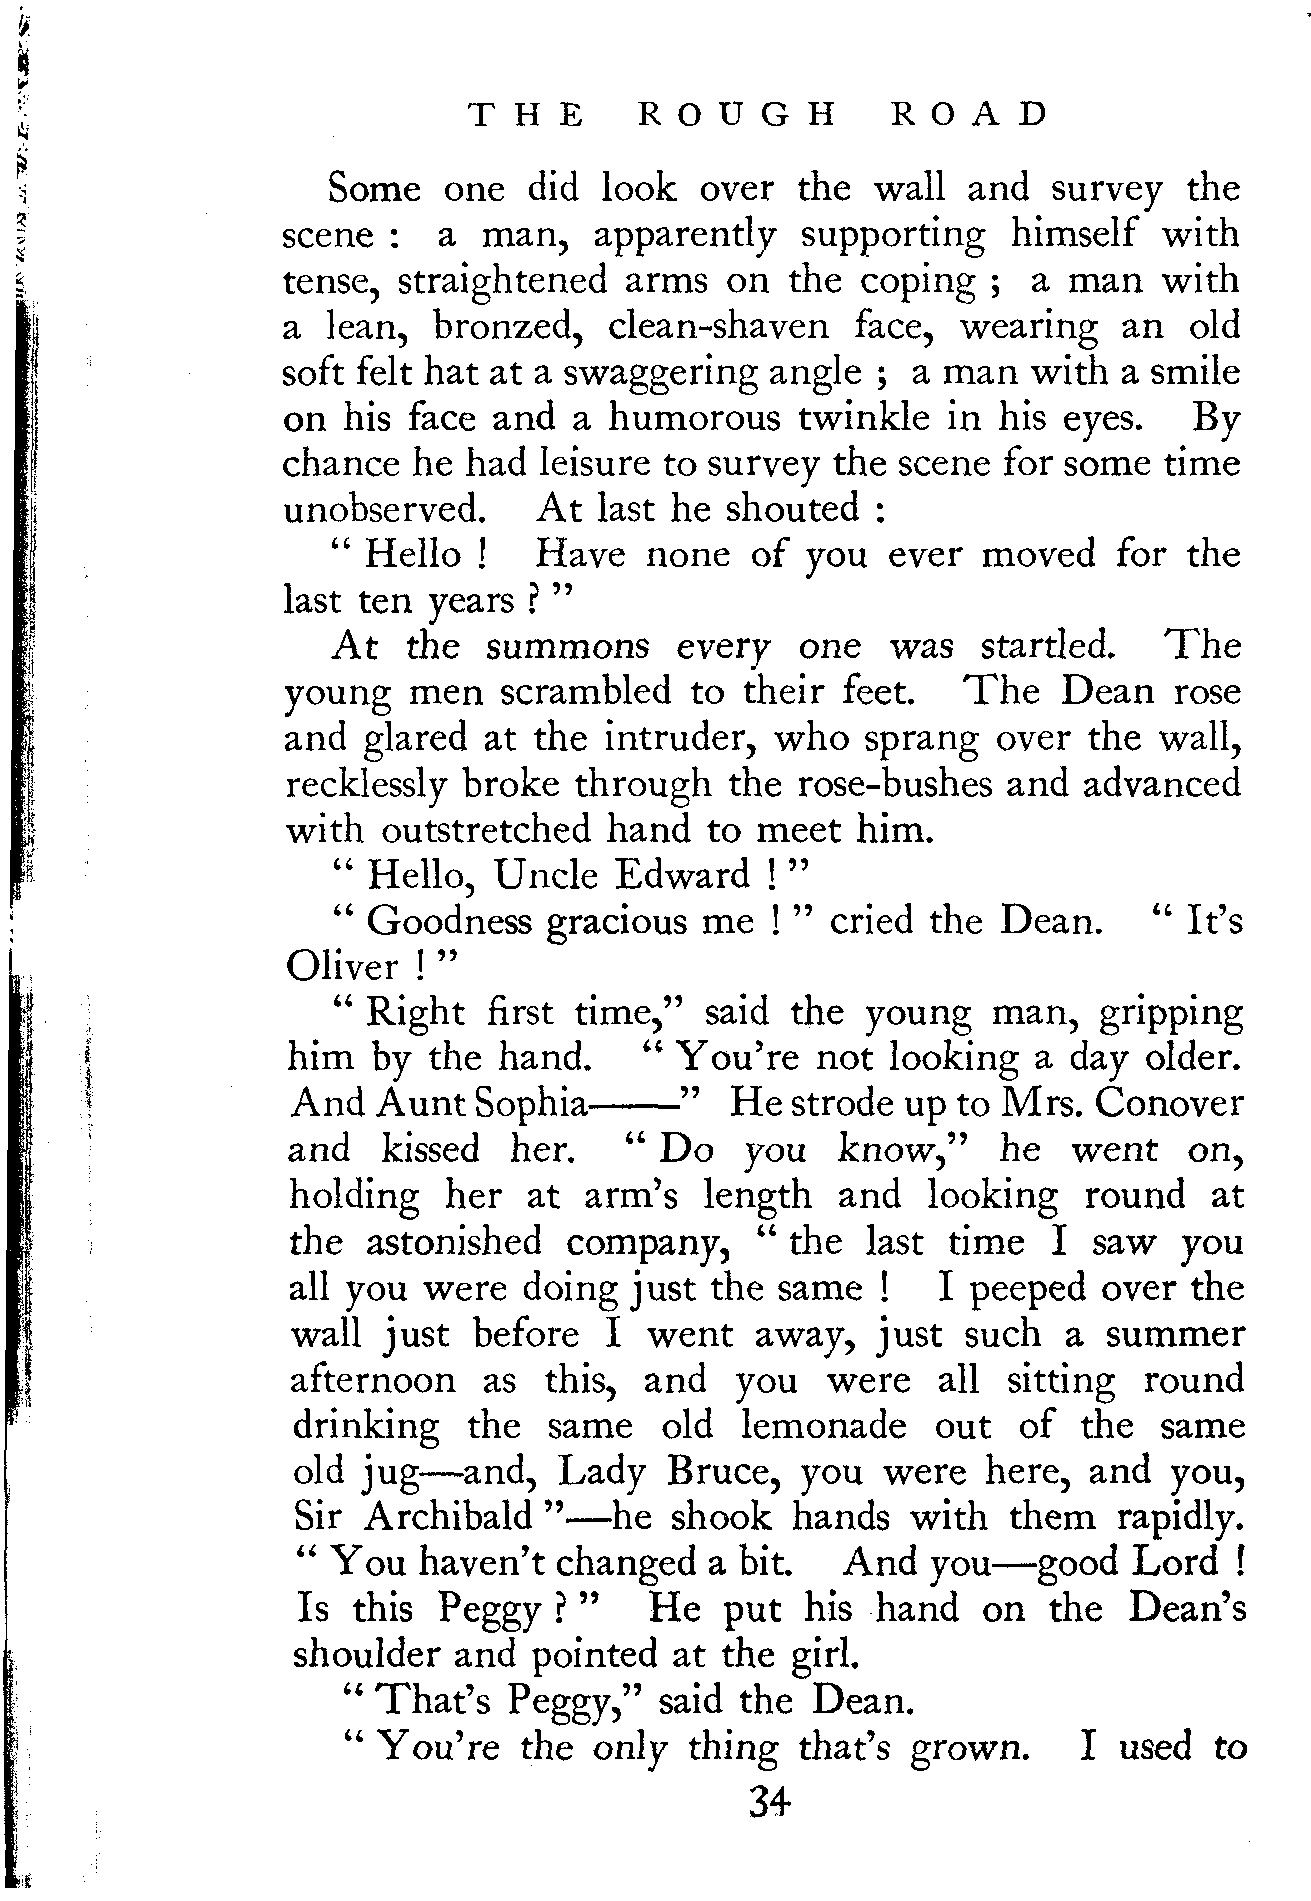 THE ROUGH ROAD
Some one did look over the wall and survey the
scene : a man, apparently supporting himself with
tense, straightened arms on the coping ; a man with
a lean, bronzed, clean-shaven face, wearing an old
soft felt hat at a swaggering angle ; a man with a smile
on his face and a humorous twinkle in his eyes. By
chance he had leisure to survey the scene for some time
unobserved. At last he shouted :
“ Hello ! Have none of you ever moved for the
last ten years ? ”
At the summons every one was startled. The
young men scrambled to their feet. The Dean rose
and glared at the intruder, who sprang over the wall,
recklessly broke through the rose-bushes and advanced
with outstretched hand to meet him.
“ Hello, Uncle Edward ! ”
“ Goodness gracious me ! ” cried the Dean. “ It’s
Oliver ! ”
“ Right first time,” said the young man, gripping
him by the hand. “ You’re not looking a day older.
And Aunt Sophia——” He strode up to Mrs. Conover
and kissed her. “ Do you know,” he went on,
holding her at arm’s length and looking round at
the astonished company, “ the last time I saw you
all you were doing just the same ! I peeped over the
wall just before I went away, just such a summer
afternoon as this, and you were all sitting round
drinking the same old lemonade out of the same
old jug—and, Lady Bruce, you were here, and you,
Sir Archibald ”—he shook hands with them rapidly.
“ You haven’t changed a bit. And you—good Lord !
Is this Peggy ? ” He put his hand on the Dean’s
shoulder and pointed at the girl.
“ That’s Peggy,” said the Dean.
“ You’re the only thing that’s grown. I used to
34